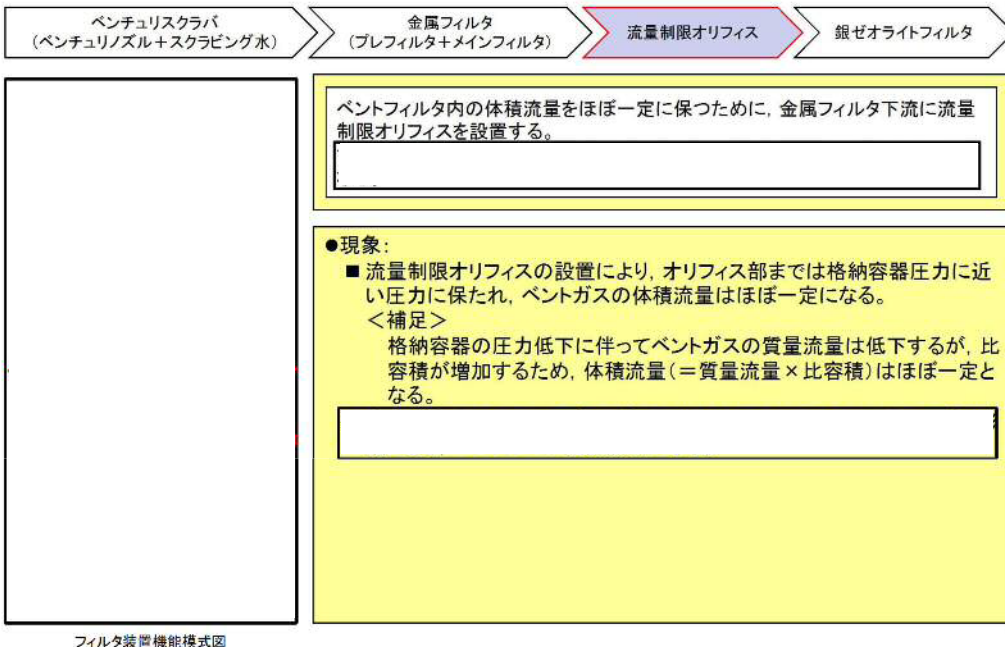 ベンチュリスクラバ
(ベンチュリノズル+スクラビング水)
金属フィルタ
(プレフィルタ+メインフィルタ)
流量制限オリフィス
銀ゼオライトフィルタ
ベントフィルタ内の体積流量をほぼ一定に保つために,金属フィルタ下流に流量
制限オリフィスを設置する。
●現象:
■流量制限オリフィスの設置により,オリフィス部までは格納容器圧力に近
い圧力に保たれ,ベントガスの体積流量はほぼ一定になる。
<補足>
格納容器の圧力低下に伴ってベントガスの質量流量は低下するが,比
容積が増加するため,体積流量(=質量流量×比容積)はほぼ一定と
なる。
フィルタ装置機能模式図